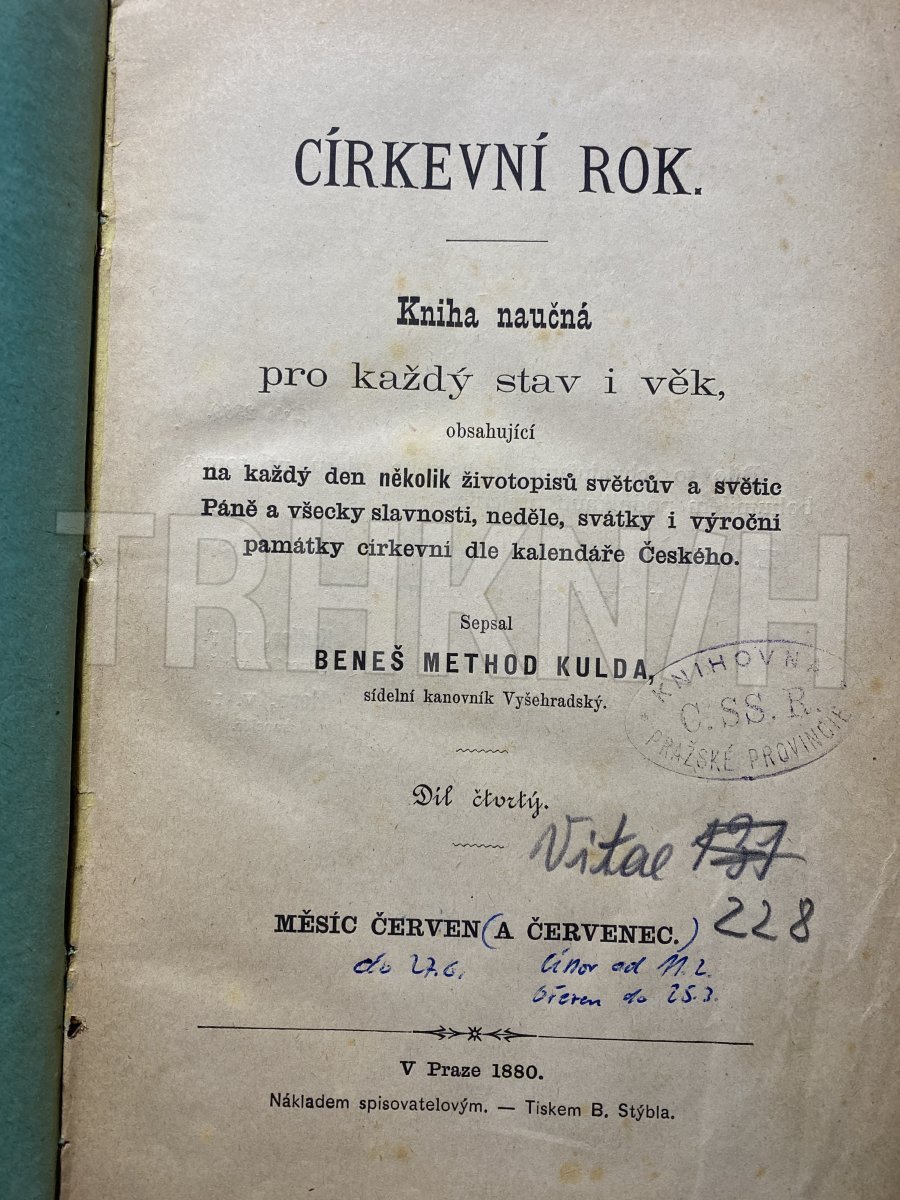 CÍRKEVNÍ ROK.
Kniha naučná
pro každý stav i věk,
obsahující
na každý den několik životopisů světcův a světic
Páně a všecky slavnosti, neděle, svátky i výroční
památky církevní dle kalendáře Českého.
TRHKNIH
Sepsal
BENEŠ METHOD KULDA,
sídelní kanovník Vyšehradský.
KNIHOVNA
C. SS. R.
PRAŽSKÉ PROVINCIE
Díl čtvrtý.
Vitae
228
MĚSÍC ČERVEN (A ČERVENEC.)
do 27.6. únor od 11.2.
březen do 25.3.
V Praze 1880.
Nákladem spisovatelovým. — Tiskem B. Stýbla.